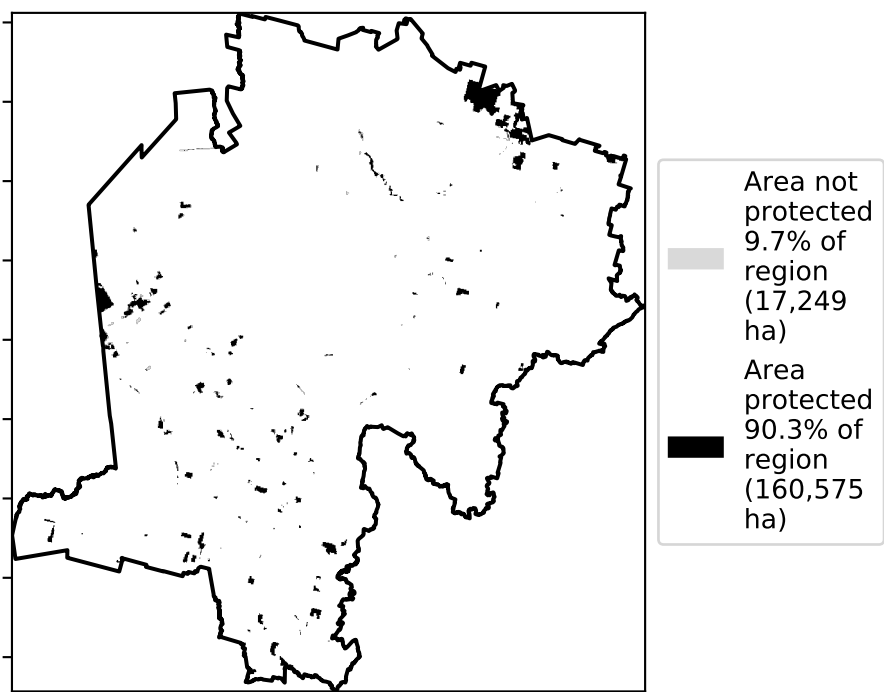 Area not
protected
9.7% of
region
(17,249
ha)
Area
protected
90.3% of
region
(160,575
ha)